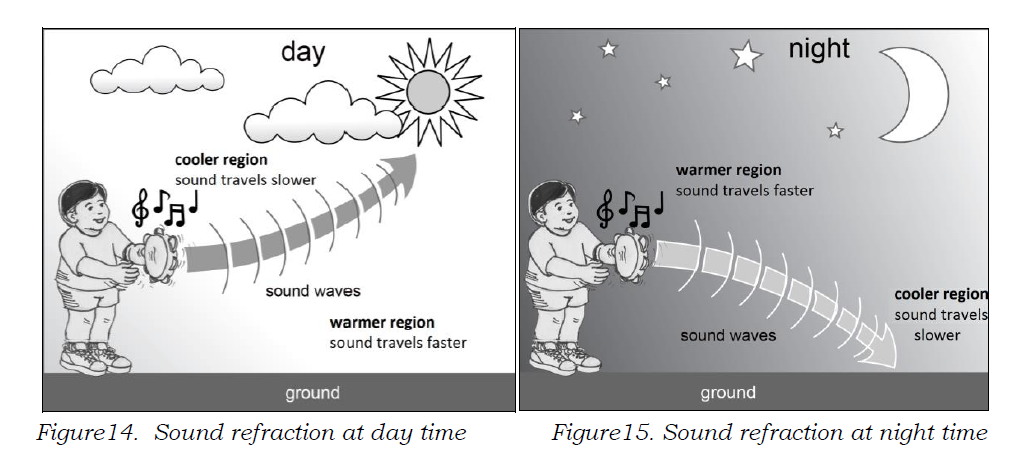 day
cooler region
sound travels slower
sound waves
warmer region
sound travels faster
ground
Figure14. Sound refraction at day time
night
warmer region
sound travels faster
cooler region
sound travels
slower
sound waves
ground
Figure15. Sound refraction at night time